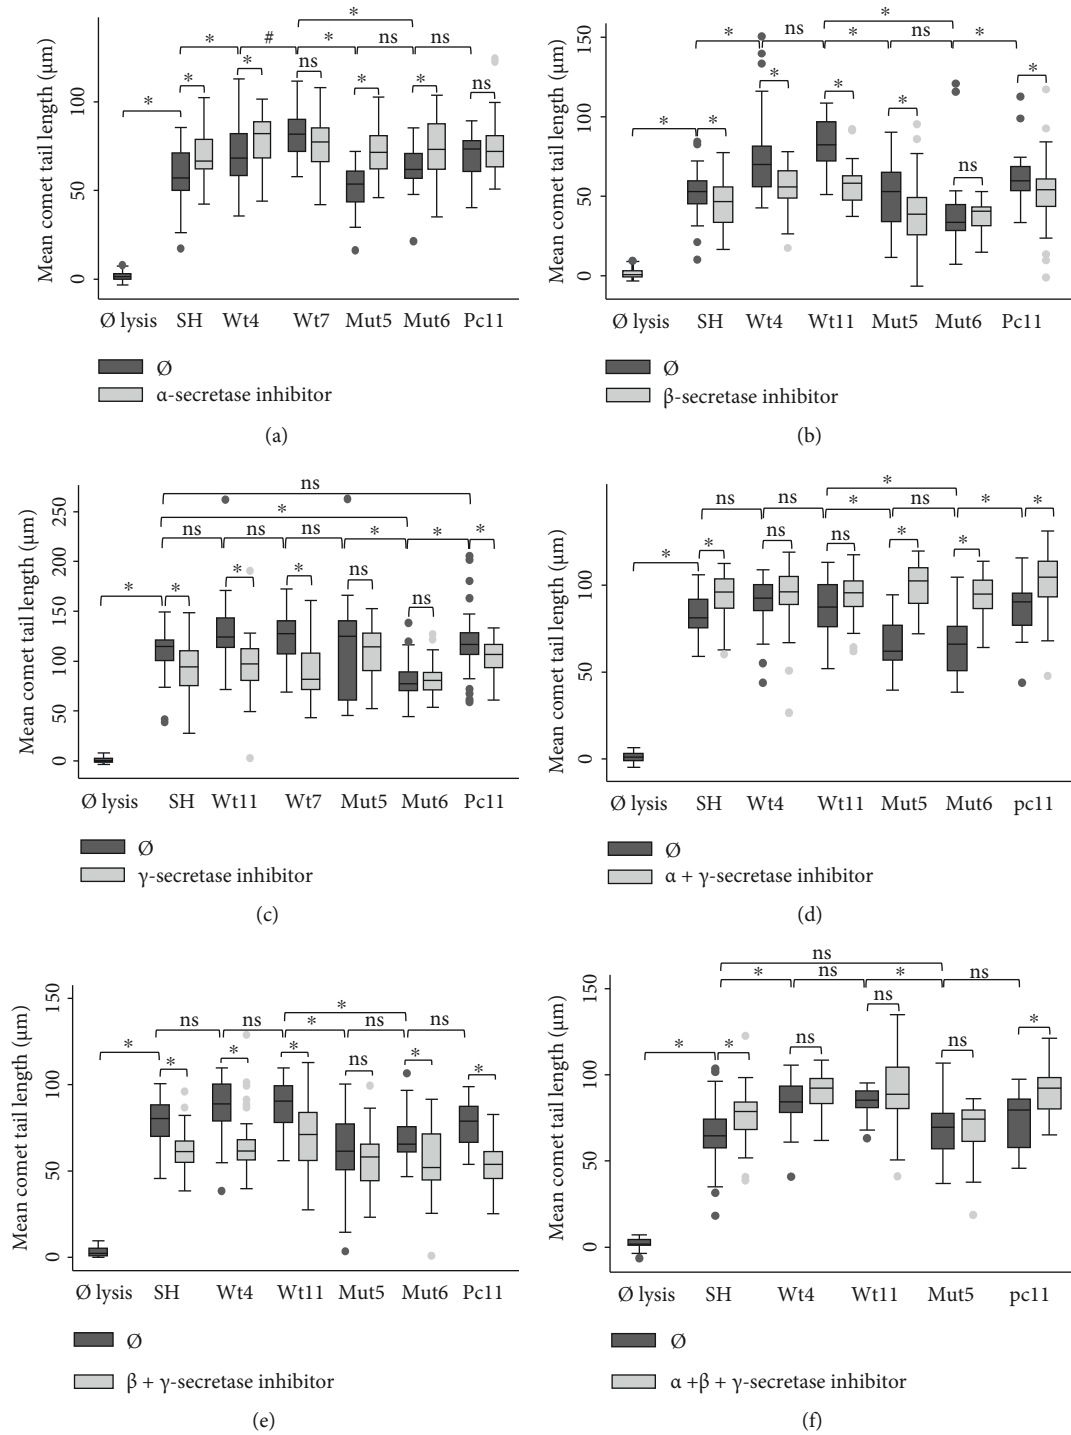 * * # * * ns ns
* * * ns * * ns
Mean comet tail length (μm)
100
50
0
Ø lysis SH Wt4 Wt7 Mut5 Mut6 Pc11
Ø
α-secretase inhibitor
(a)
* * ns * * ns *
* * * * ns *
Mean comet tail length (μm)
150
100
50
0
Ø lysis SH Wt4 Wt11 Mut5 Mut6 Pc11
Ø
β-secretase inhibitor
(b)
ns
*
ns ns ns * *
* * * * ns ns *
Mean comet tail length (μm)
250
200
150
100
50
0
Ø lysis SH Wt11 Wt7 Mut5 Mut6 Pc11
Ø
γ-secretase inhibitor
(c)
*
ns ns * ns * *
* * ns ns * *
Mean comet tail length (μm)
100
50
0
Ø lysis SH Wt4 Wt11 Mut5 Mut6 pc11
Ø
α + γ-secretase inhibitor
(d)
*
ns ns * ns ns
* * * * ns * *
Mean comet tail length (μm)
150
100
50
0
Ø lysis SH Wt4 Wt11 Mut5 Mut6 Pc11
Ø
β + γ-secretase inhibitor
(e)
ns
* ns * ns
* * ns ns ns *
Mean comet tail length (μm)
150
100
50
0
Ø lysis SH Wt4 Wt11 Mut5 pc11
Ø
α +β + γ-secretase inhibitor
(f)